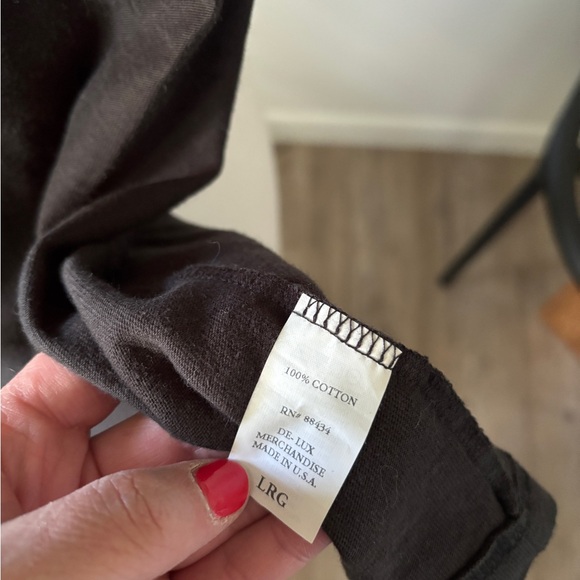 100% COTTON
RN# 88434
DE-LUX
MERCHANDISE
MADE IN U.S.A.
LRG